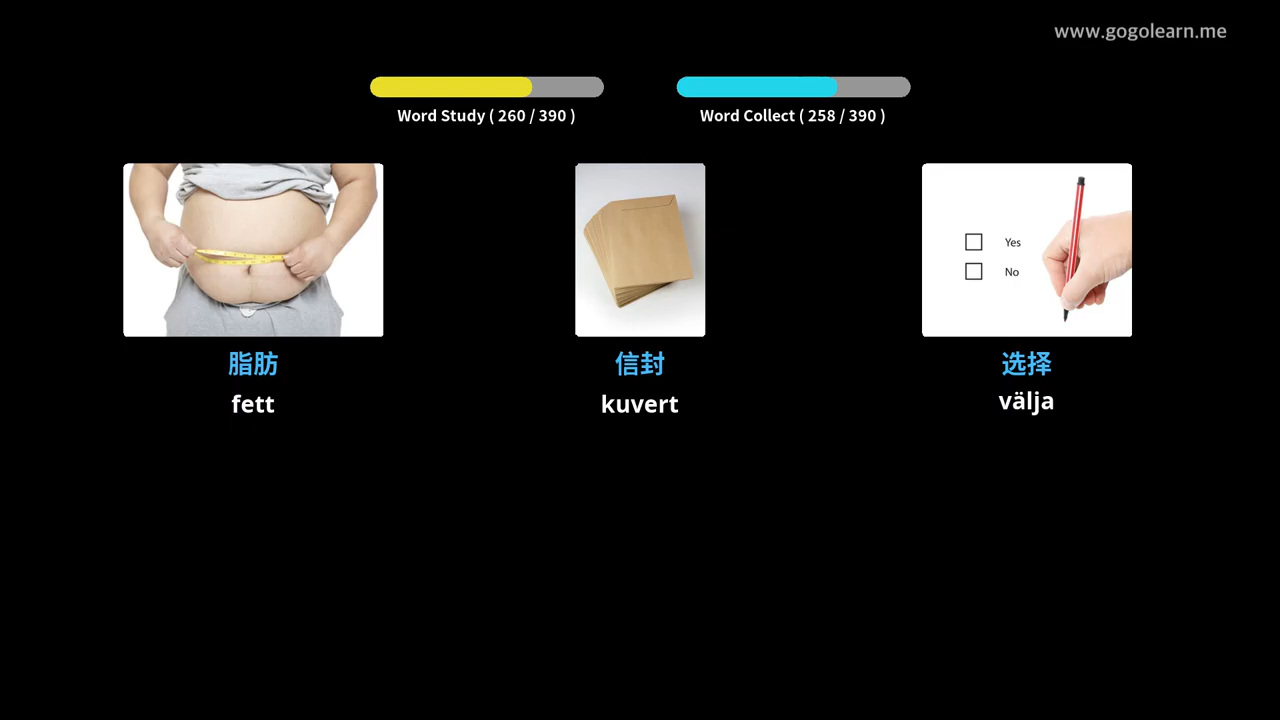 www.gogolearn.me
Word Study ( 260 / 390 )
Word Collect ( 258 / 390 )
Yes
No
脂肪
信封
选择
fett
kuvert
välja